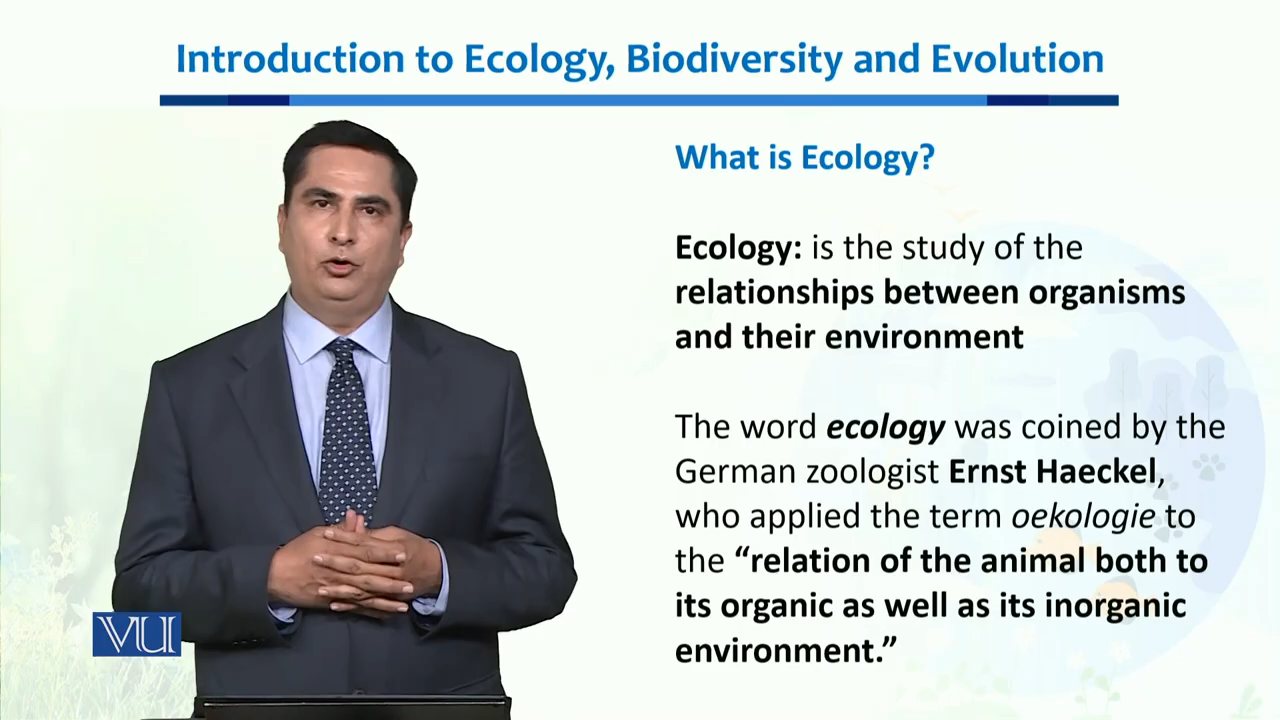 Introduction to Ecology, Biodiversity and Evolution
What is Ecology?
Ecology: is the study of the
relationships between organisms
and their environment
The word ecology was coined by the
German zoologist Ernst Haeckel,
who applied the term oekologie to
the “relation of the animal both to
its organic as well as its inorganic
environment.”
VU